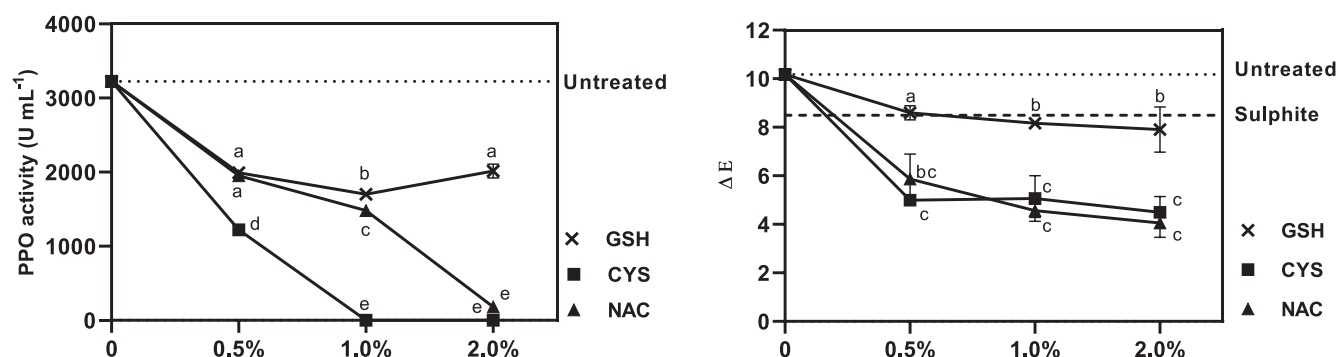 PPO activity (U mL-1)
4000
3000
2000
1000
0
0
0.5%
1.0%
2.0%
Untreated
a
a
d
b
c
e
a
e
e
GSH
CYS
NAC
Δ E
12
10
8
6
4
2
0
0
0.5%
1.0%
2.0%
Untreated
Sulphite
a
b
b
bc
c
c
c
c
c
GSH
CYS
NAC